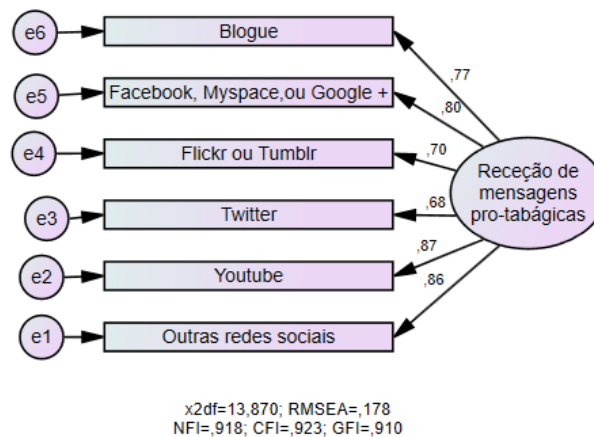 e6
Blogue
,77
e5
Facebook, Myspace,ou Google +
,80
e4
Flickr ou Tumblr
,70
Receção de
mensagens
pro-tabágicas
e3
Twitter
,68
e2
Youtube
,87
e1
Outras redes sociais
,86
x2df=13,870; RMSEA=,178
NFI=,918; CFI=,923; GFI=,910